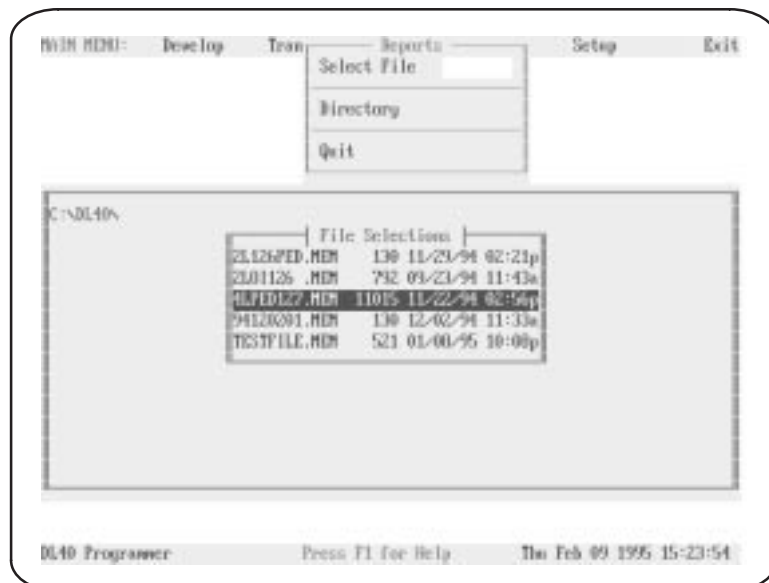 MAIN MENU: Develop Tran Reports Setup Exit
Select File
Directory
Quit
C:\DL40\
File Selections
2L126PED.MEM 130 11/29/94 02:21p
2L01126 .MEM 792 09/23/94 11:43a
4LPED127.MEM 11015 11/22/94 02:56p
94120201.MEM 130 12/02/94 11:33a
TESTFILE.MEM 521 01/08/95 10:08p
DL40 Programmer Press F1 for Help Thu Feb 09 1995 15:23:54